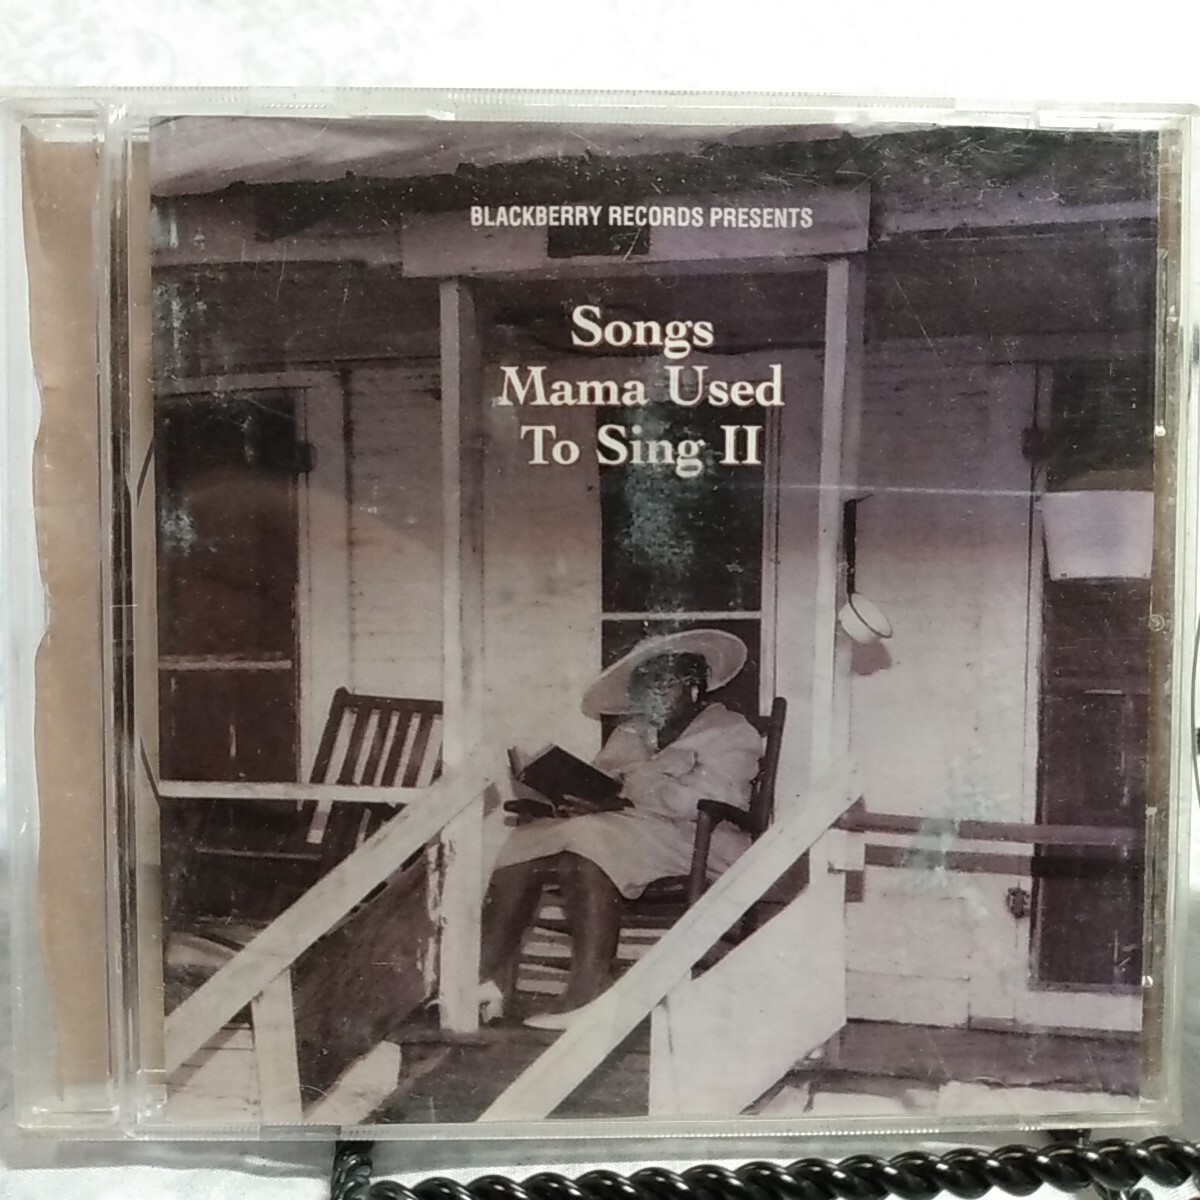 BLACKBERRY RECORDS PRESENTS
Songs
Mama Used
To Sing II